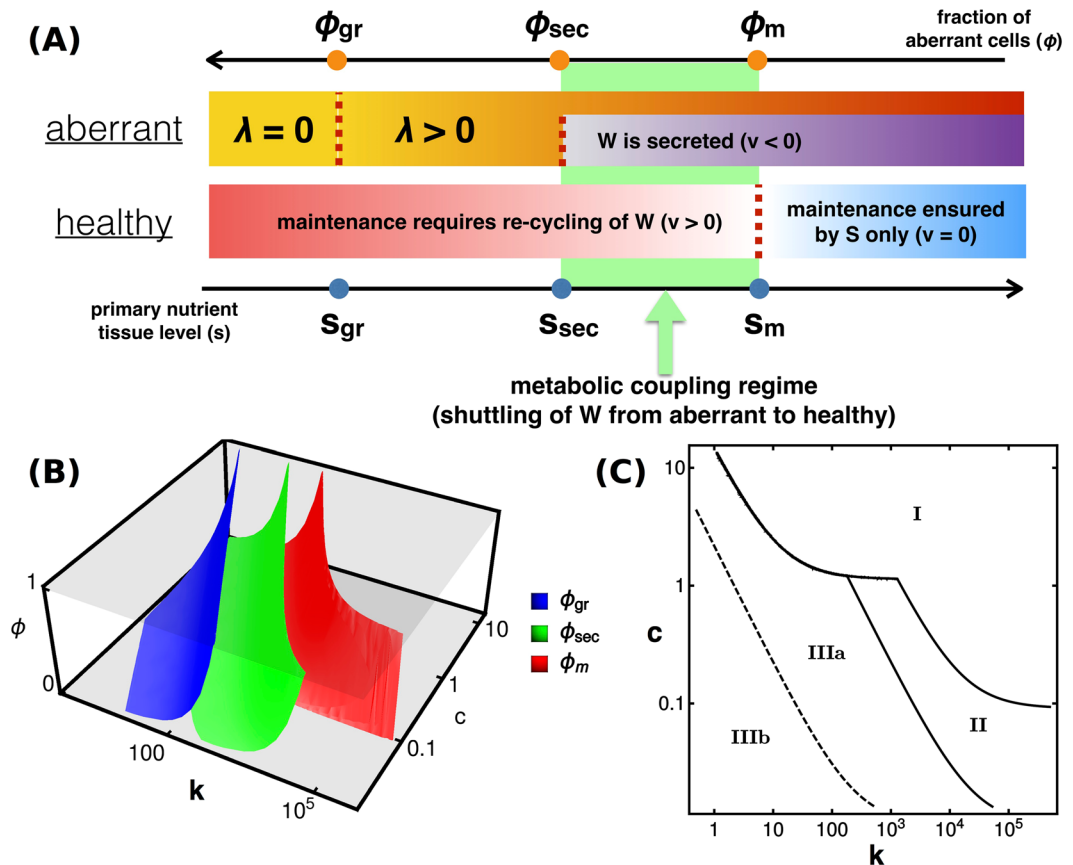 (A)
ϕgr
ϕsec
ϕm
fraction of
aberrant cells (ϕ)
aberrant
λ = 0
λ > 0
W is secreted (v < 0)
healthy
maintenance requires re-cycling of W (v > 0)
maintenance ensured
by S only (v = 0)
primary nutrient
tissue level (s)
sgr
ssec
sm
metabolic coupling regime
(shuttling of W from aberrant to healthy)
(B)
1
ϕ
0
100
k
10⁵
0.1
1
c
10
ϕgr
ϕsec
ϕm
(C)
10
1
c
0.1
I
IIIa
II
IIIb
1
10
100
10³
10⁴
10⁵
k